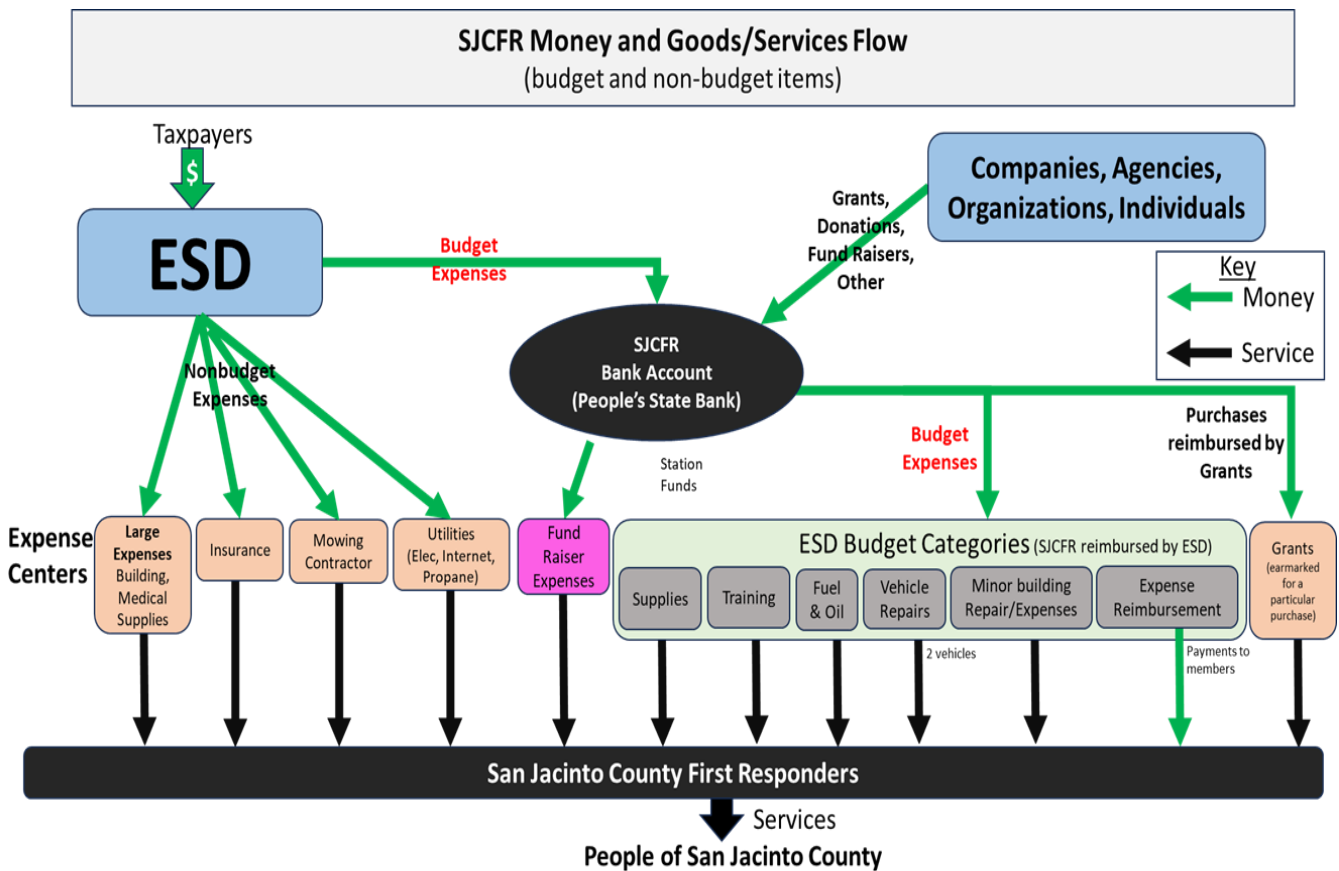 SJCFR Money and Goods/Services Flow
(budget and non-budget items)
Taxpayers
$
ESD
Budget
Expenses
Grants,
Donations,
Fund Raisers,
Other
Companies, Agencies,
Organizations, Individuals
Key
Money
Service
SJCFR
Bank Account
(People's State Bank)
Nonbudget
Expenses
Station
Funds
Budget
Expenses
Purchases
reimbursed by
Grants
Expense
Centers
Large
Expenses
Building,
Medical
Supplies
Insurance
Mowing
Contractor
Utilities
(Elec, Internet,
Propane)
Fund
Raiser
Expenses
ESD Budget Categories (SJCFR reimbursed by ESD)
Supplies
Training
Fuel
& Oil
Vehicle
Repairs
Minor building
Repair/Expenses
Expense
Reimbursement
Grants
(earmarked for
a particular
purchase)
2 vehicles
Payments to
members
San Jacinto County First Responders
Services
People of San Jacinto County